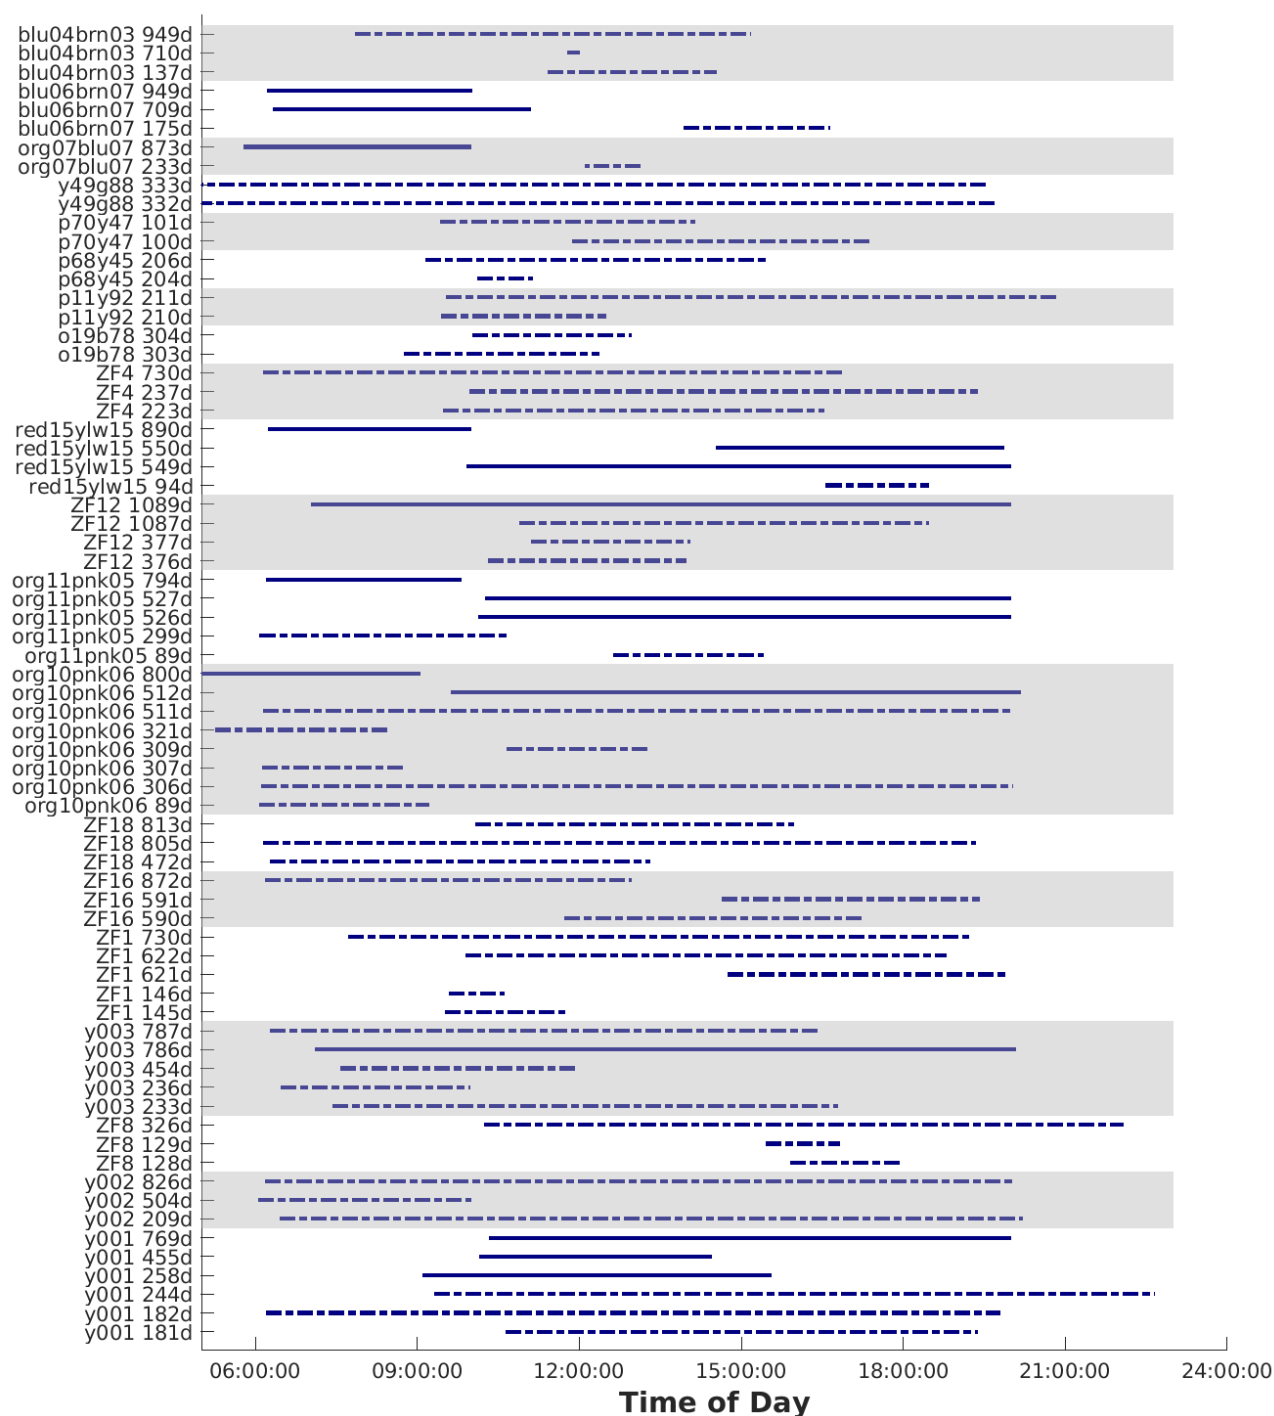 blu04brn03 949d
blu04brn03 710d
blu04brn03 137d
blu06brn07 949d
blu06brn07 709d
blu06brn07 175d
org07blu07 873d
org07blu07 233d
y49g88 333d
y49g88 332d
p70y47 101d
p70y47 100d
p68y45 206d
p68y45 204d
p11y92 211d
p11y92 210d
o19b78 304d
o19b78 303d
ZF4 730d
ZF4 237d
ZF4 223d
red15ylw15 890d
red15ylw15 550d
red15ylw15 549d
red15ylw15 94d
ZF12 1089d
ZF12 1087d
ZF12 377d
ZF12 376d
org11pnk05 794d
org11pnk05 527d
org11pnk05 526d
org11pnk05 299d
org11pnk05 89d
org10pnk06 800d
org10pnk06 512d
org10pnk06 511d
org10pnk06 321d
org10pnk06 309d
org10pnk06 307d
org10pnk06 306d
org10pnk06 89d
ZF18 813d
ZF18 805d
ZF18 472d
ZF16 872d
ZF16 591d
ZF16 590d
ZF1 730d
ZF1 622d
ZF1 621d
ZF1 146d
ZF1 145d
y003 787d
y003 786d
y003 454d
y003 236d
y003 233d
ZF8 326d
ZF8 129d
ZF8 128d
y002 826d
y002 504d
y002 209d
y001 769d
y001 455d
y001 258d
y001 244d
y001 182d
y001 181d
06:00:00 09:00:00 12:00:00 15:00:00 18:00:00 21:00:00 24:00:00
Time of Day